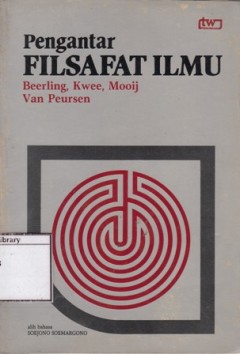 tw
Pengantar
FILSAFAT ILMU
Beerling, Kwee, Mooij
Van Peursen
Library
alih bahasa
SOEJONO SOEMARGONO